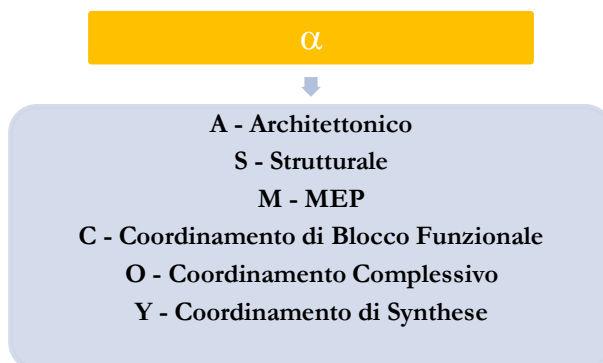 α
A - Architettonico
S - Strutturale
M - MEP
C - Coordinamento di Blocco Funzionale
O - Coordinamento Complessivo
Y - Coordinamento di Synthese